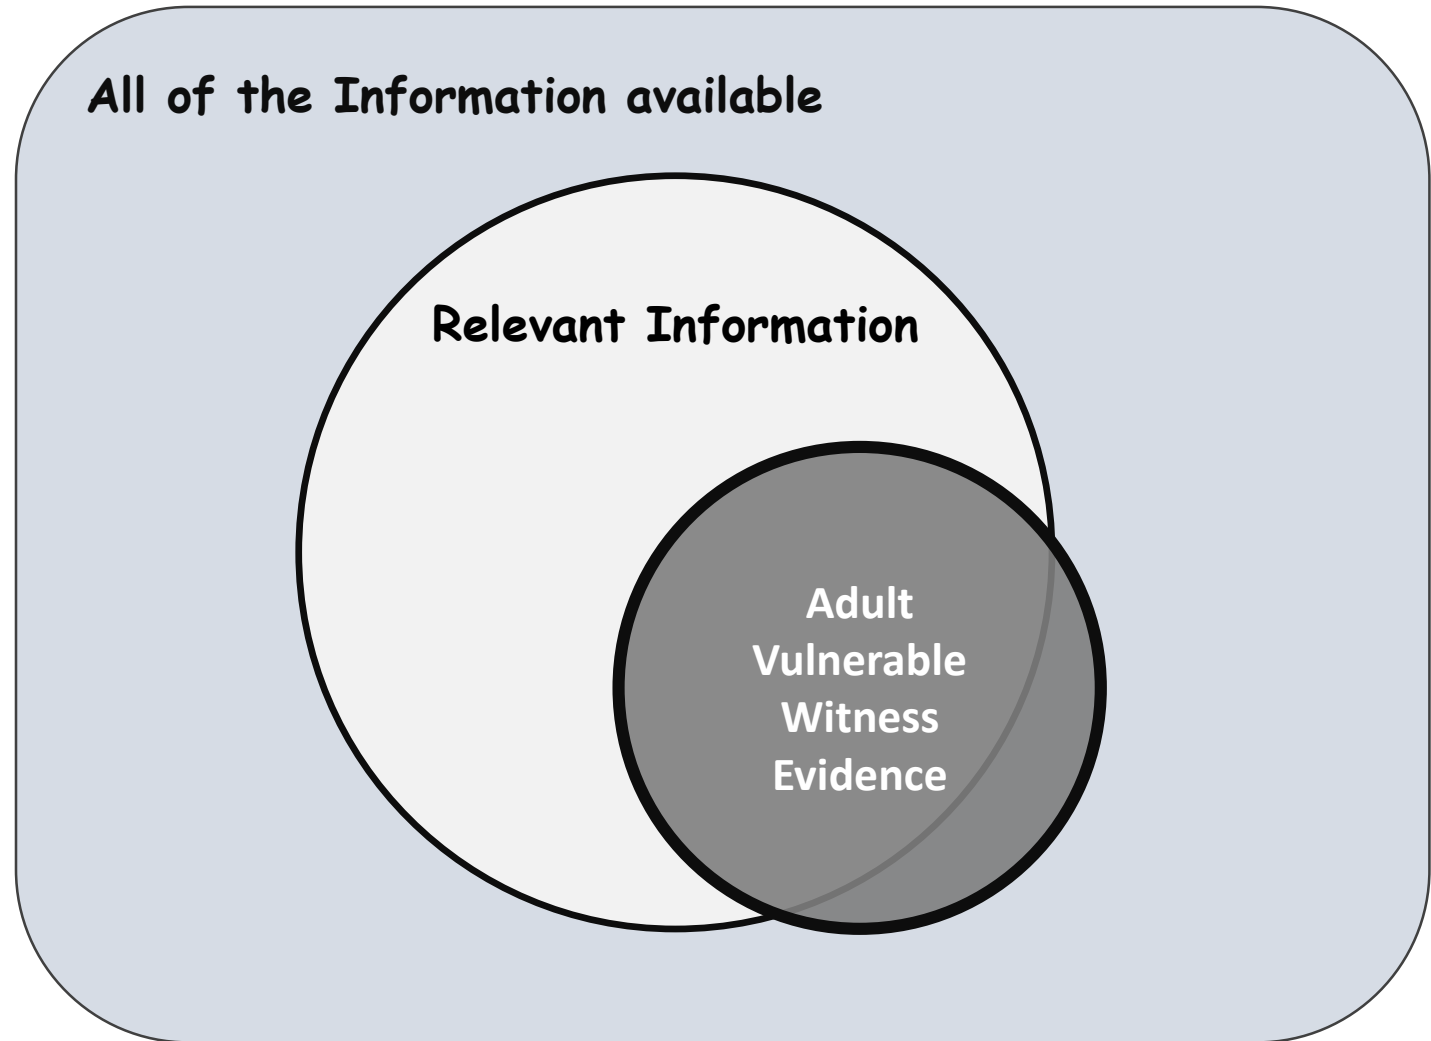 All of the Information available
Relevant Information
Adult
Vulnerable
Witness
Evidence